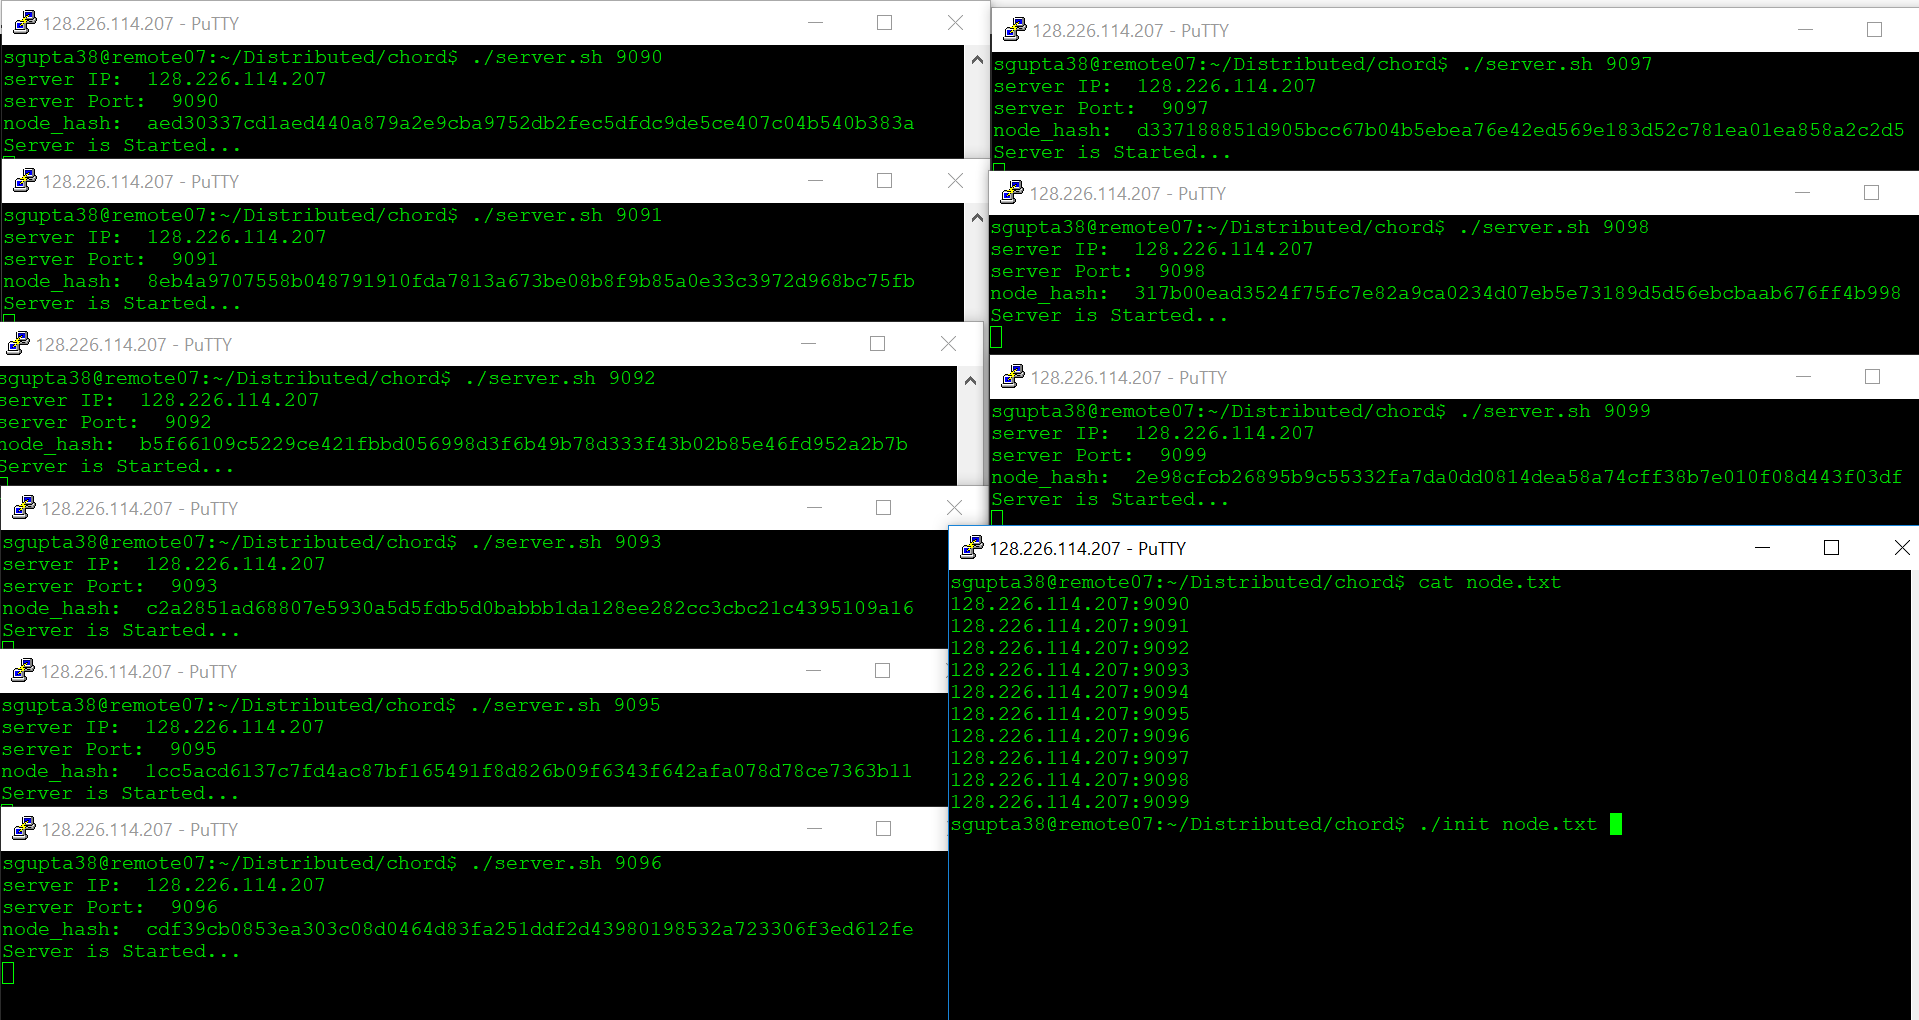 128.226.114.207 - PuTTY
sgupta38@remote07:~/Distributed/chord$ ./server.sh 9090
server IP:  128.226.114.207
server Port:  9090
node_hash:  aed30337cd1aed440a879a2e9cba9752db2fec5dfdc9de5ce407c04b540b383a
Server is Started...
128.226.114.207 - PuTTY
sgupta38@remote07:~/Distributed/chord$ ./server.sh 9091
server IP:  128.226.114.207
server Port:  9091
node_hash:  8eb4a9707558b048791910fda7813a673be08b8f9b85a0e33c3972d968bc75fb
Server is Started...
128.226.114.207 - PuTTY
sgupta38@remote07:~/Distributed/chord$ ./server.sh 9092
server IP:  128.226.114.207
server Port:  9092
node_hash:  b5f66109c5229ce421fbbd056998d3f6b49b78d333f43b02b85e46fd952a2b7b
Server is Started...
128.226.114.207 - PuTTY
sgupta38@remote07:~/Distributed/chord$ ./server.sh 9093
server IP:  128.226.114.207
server Port:  9093
node_hash:  c2a2851ad68807e5930a5d5fdb5d0babbb1da128ee282cc3cbc21c4395109a16
Server is Started...
128.226.114.207 - PuTTY
sgupta38@remote07:~/Distributed/chord$ ./server.sh 9095
server IP:  128.226.114.207
server Port:  9095
node_hash:  1cc5acd6137c7fd4ac87bf165491f8d826b09f6343f642afa078d78ce7363b11
Server is Started...
128.226.114.207 - PuTTY
sgupta38@remote07:~/Distributed/chord$ ./server.sh 9096
server IP:  128.226.114.207
server Port:  9096
node_hash:  cdf39cb0853ea303c08d0464d83fa251ddf2d43980198532a723306f3ed612fe
Server is Started...
128.226.114.207 - PuTTY
sgupta38@remote07:~/Distributed/chord$ ./server.sh 9097
server IP:  128.226.114.207
server Port:  9097
node_hash:  d337188851d905bcc67b04b5ebea76e42ed569e183d52c781ea01ea858a2c2d5
Server is Started...
128.226.114.207 - PuTTY
sgupta38@remote07:~/Distributed/chord$ ./server.sh 9098
server IP:  128.226.114.207
server Port:  9098
node_hash:  317b00ead3524f75fc7e82a9ca0234d07eb5e73189d5d56ebcbaab676ff4b998
Server is Started...
128.226.114.207 - PuTTY
sgupta38@remote07:~/Distributed/chord$ ./server.sh 9099
server IP:  128.226.114.207
server Port:  9099
node_hash:  2e98cfcb26895b9c55332fa7da0dd0814dea58a74cff38b7e010f08d443f03df
Server is Started...
128.226.114.207 - PuTTY
sgupta38@remote07:~/Distributed/chord$ cat node.txt
128.226.114.207:9090
128.226.114.207:9091
128.226.114.207:9092
128.226.114.207:9093
128.226.114.207:9094
128.226.114.207:9095
128.226.114.207:9096
128.226.114.207:9097
128.226.114.207:9098
128.226.114.207:9099
sgupta38@remote07:~/Distributed/chord$ ./init node.txt